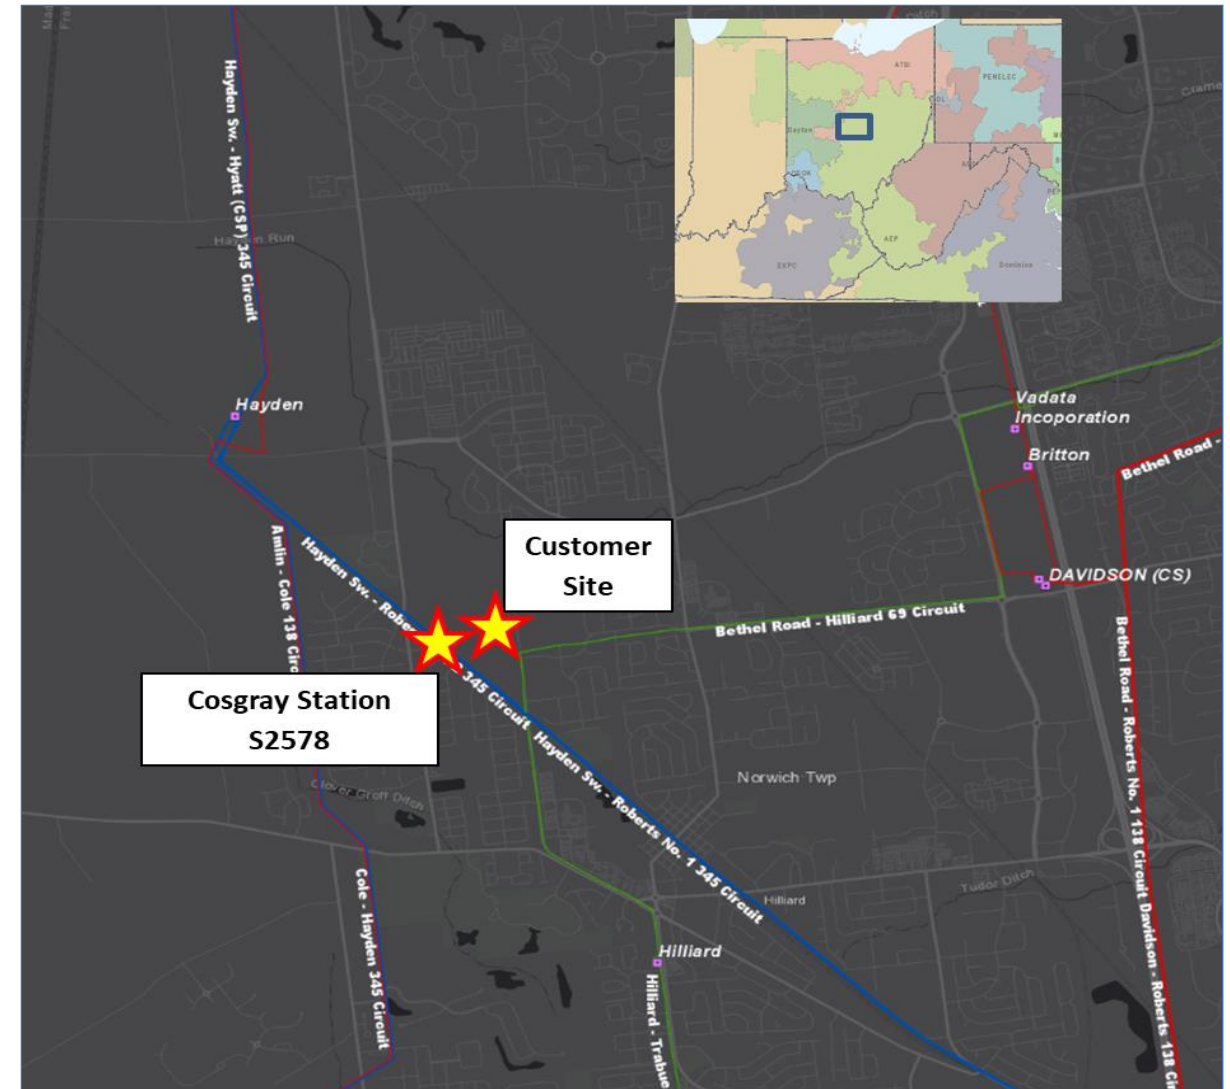 Ditch
ATSI
PENELEC
Dayton
AEP
EKPC
Dominion
Hayden Sw. - Hyatt (CSP) 345 Circuit
Hayden Run
Hayden
Vadata
Incoporation
Britton
Bethel Road -
DAVIDSON (CS)
Customer
Site
Amlin - Cole 138 Circ
Hayden Sw. - Rober
2 345 Circuit
Bethel Road - Hilliard 69 Circuit
Cosgray Station
S2578
Hayden Sw. - Roberts No. 1 345 Circuit
Bethel Road - Roberts No. 1 138 Circuit
Davidson - Roberts 138 Ci
Norwich Twp
Clover Groff Ditch
Cole - Hayden 345 Circuit
Tudor Ditch
Hilliard
Hilliard
Hilliard - Trabue